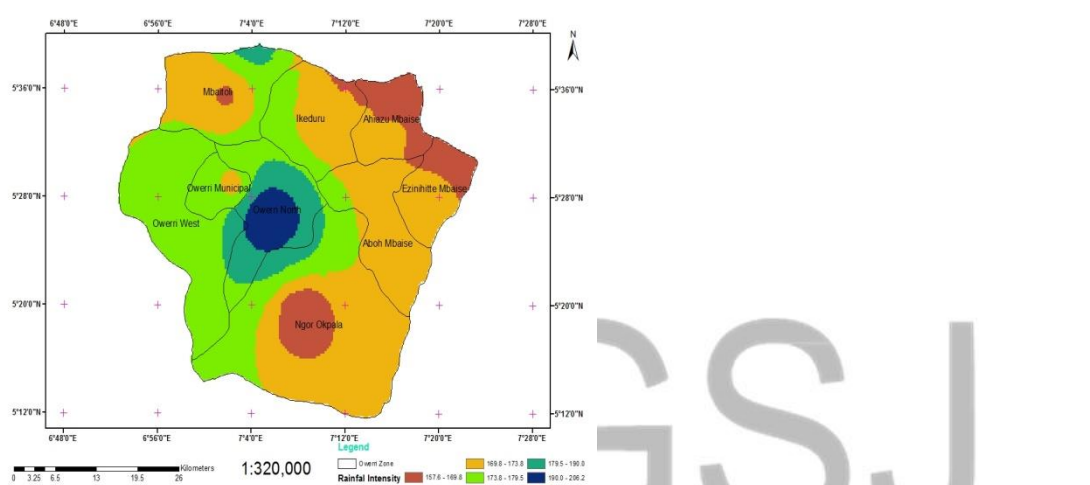 6°48'0"E 6°56'0"E 7°4'0"E 7°12'0"E 7°20'0"E 7°28'0"E
N
5°36'0"N 5°36'0"N
Mbaitoli
Ikeduru
Ahiazu Mbaise
5°28'0"N 5°28'0"N
Owerri Municipal
Ezinihitte Mbaise
Owerri North
Owerri West
Aboh Mbaise
5°20'0"N 5°20'0"N
Ngor Okpala
5°12'0"N 5°12'0"N
6°48'0"E 6°56'0"E 7°4'0"E 7°12'0"E 7°20'0"E 7°28'0"E
Legend
Owerri Zone
169.8 - 173.8 179.5 - 190.0
Rainfal Intensity 157.6 - 169.8 173.8 - 179.5 190.0 - 206.2
Kilometers
0 3.25 6.5 13 19.5 26
1:320,000
GSJ